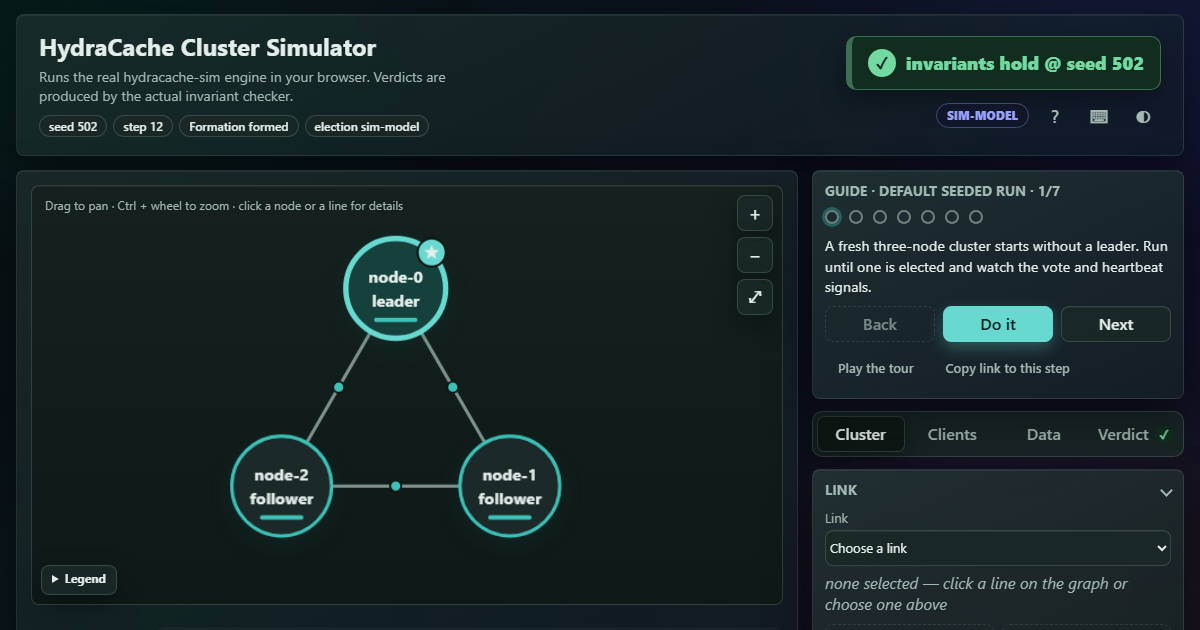 HydraCache Cluster Simulator
Runs the real hydracache-sim engine in your browser. Verdicts are
produced by the actual invariant checker.
seed 502
step 12
Formation formed
election sim-model
✓ invariants hold @ seed 502
SIM-MODEL
?
Drag to pan · Ctrl + wheel to zoom · click a node or a line for details
+
−
node-0
leader
node-2
follower
node-1
follower
Legend
GUIDE · DEFAULT SEEDED RUN · 1/7
A fresh three-node cluster starts without a leader. Run
until one is elected and watch the vote and heartbeat
signals.
Back
Do it
Next
Play the tour
Copy link to this step
Cluster
Clients
Data
Verdict ✓
LINK
Link
Choose a link
none selected — click a line on the graph or
choose one above